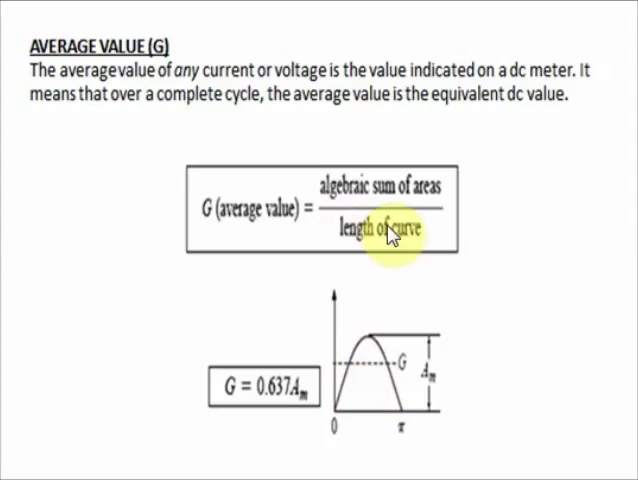 AVERAGE VALUE (G)
The average value of any current or voltage is the value indicated on a dc meter. It
means that over a complete cycle, the average value is the equivalent dc value.
G (average value) = algebraic sum of areas
length of curve
G
G = 0.637Am
Am
0 π